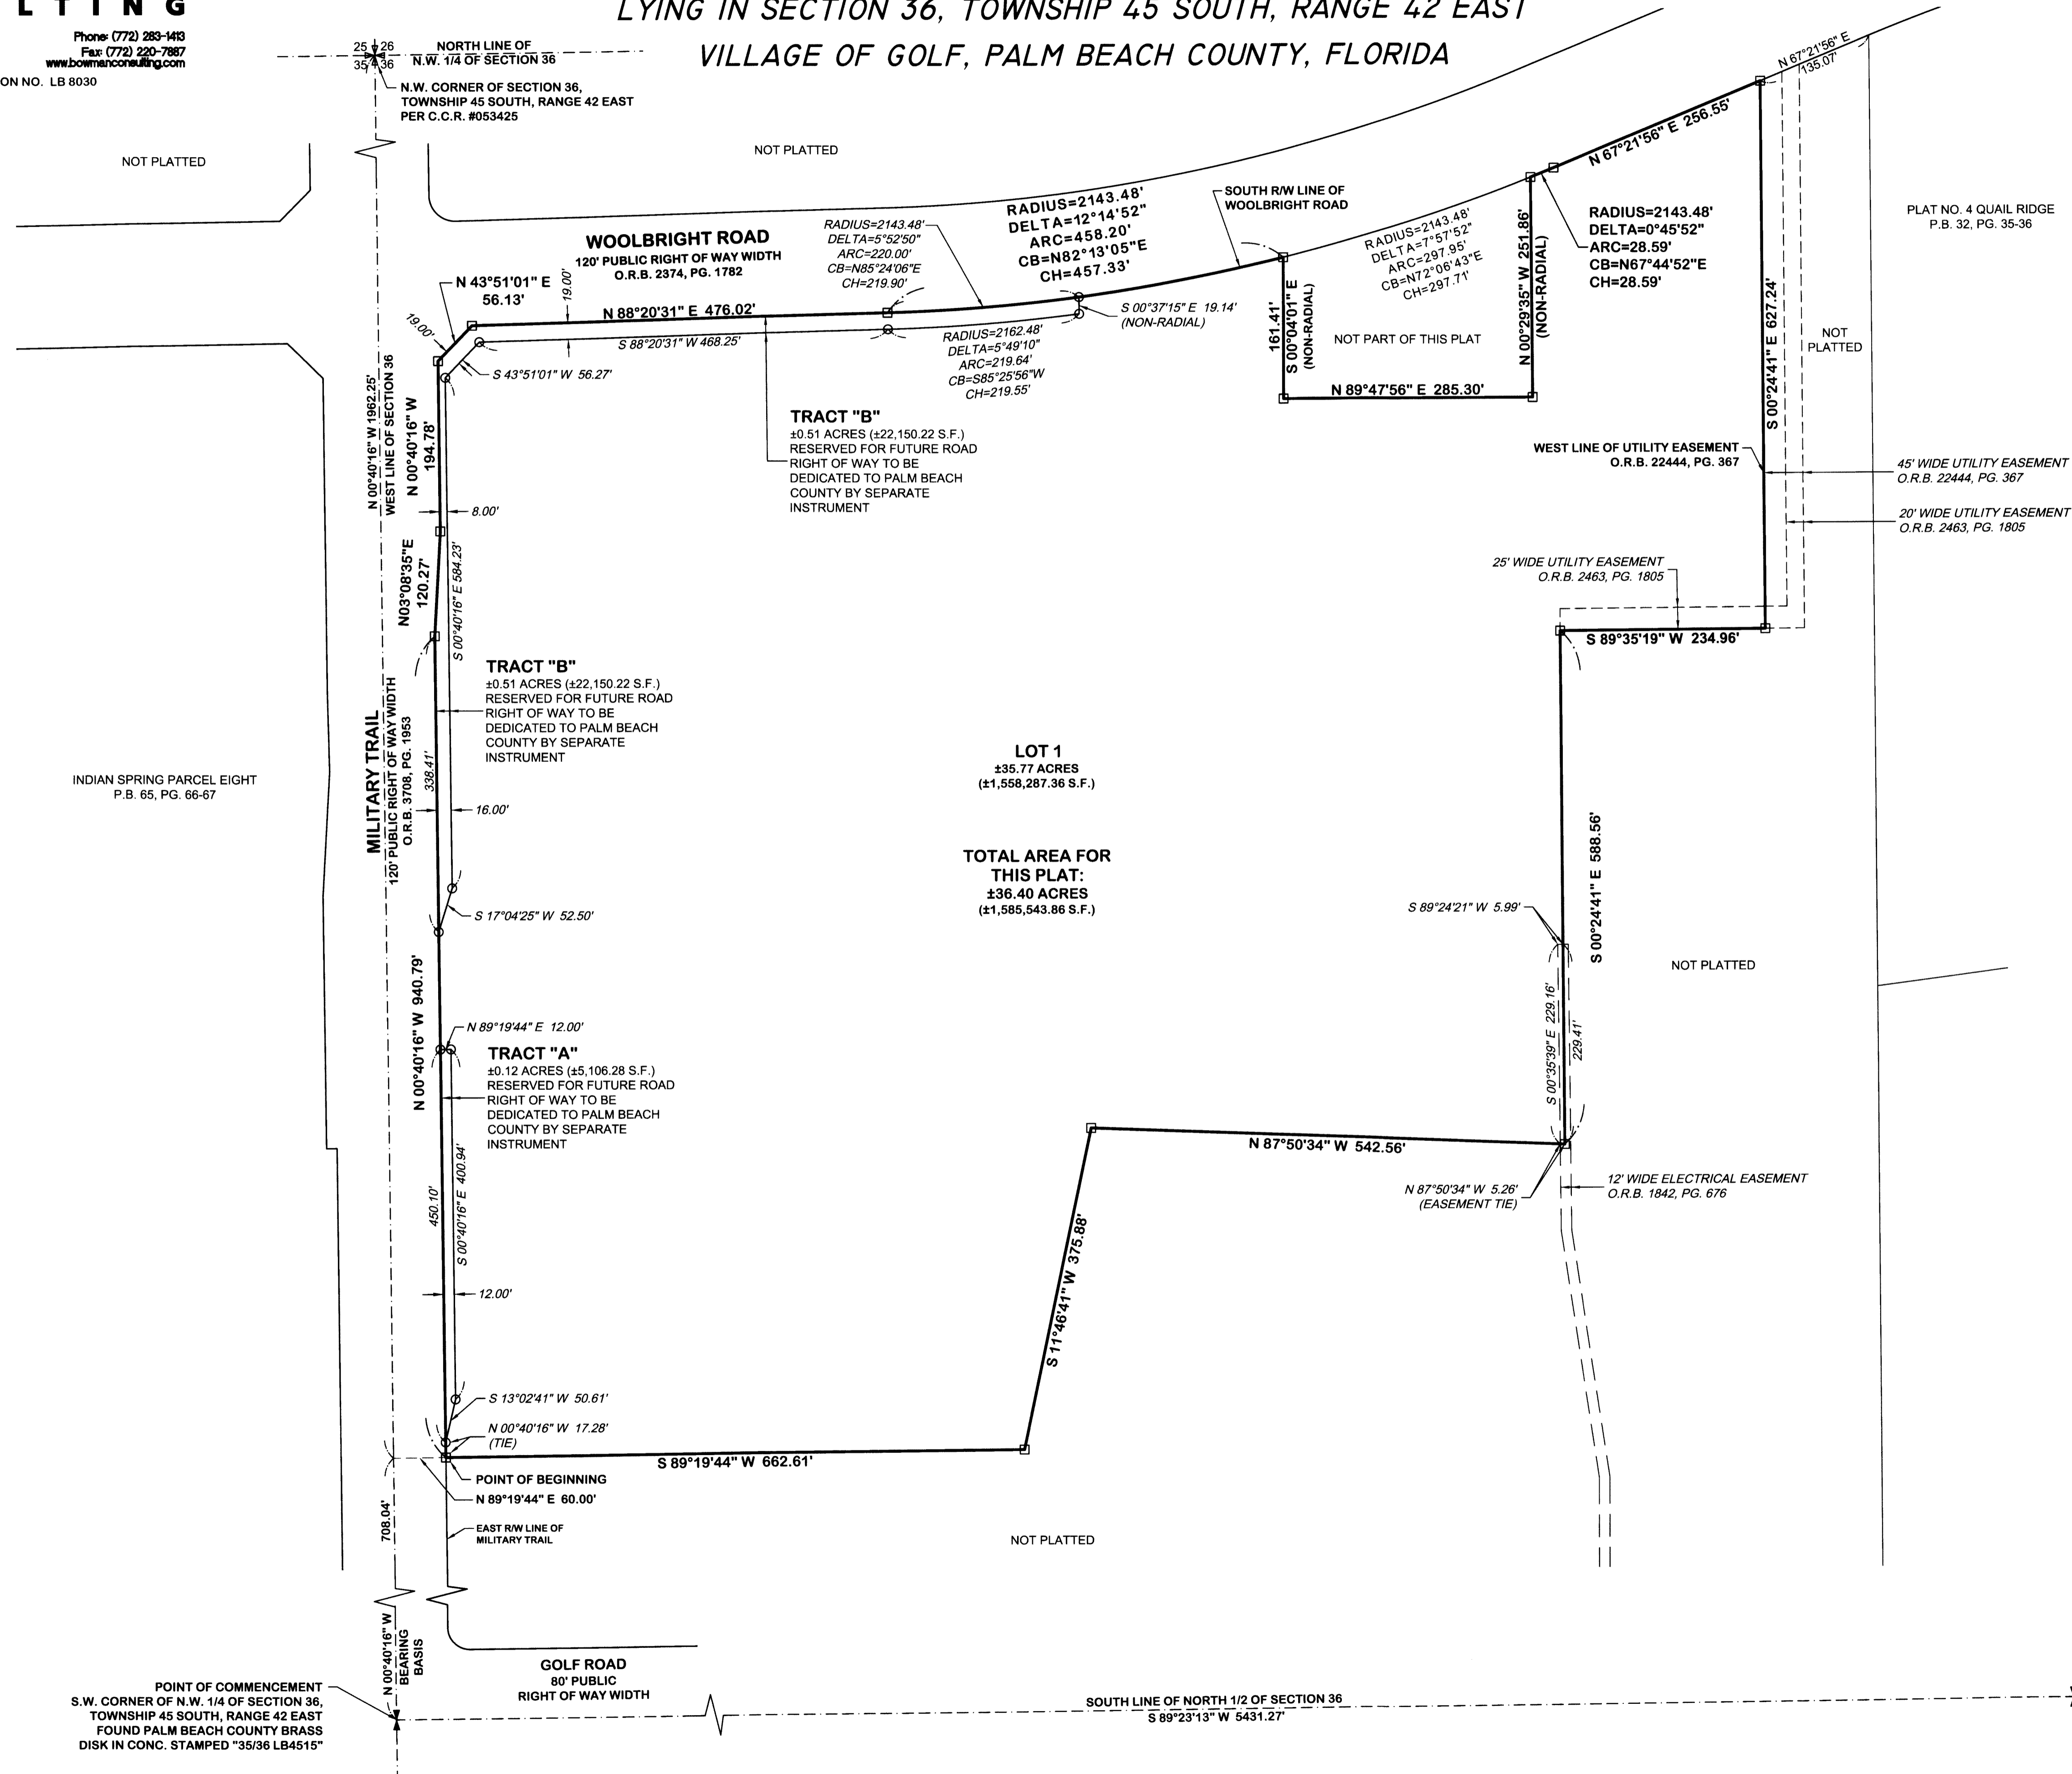 LTING
Phone: (772) 283-1413
Fax: (772) 220-7887
www.bowmanconsulting.com
ON NO. LB 8030
LYING IN SECTION 36, TOWNSHIP 45 SOUTH, RANGE 42 EAST
VILLAGE OF GOLF, PALM BEACH COUNTY, FLORIDA
25 26
35 36
NORTH LINE OF
N.W. 1/4 OF SECTION 36
N.W. CORNER OF SECTION 36,
TOWNSHIP 45 SOUTH, RANGE 42 EAST
PER C.C.R. #053425
NOT PLATTED
NOT PLATTED
N 67°21'56" E
135.07'
N 67°21'56" E 256.55'
WOOLBRIGHT ROAD
120' PUBLIC RIGHT OF WAY WIDTH
O.R.B. 2374, PG. 1782
RADIUS=2143.48'
DELTA=5°52'50"
ARC=220.00'
CB=N85°24'06"E
CH=219.90'
RADIUS=2143.48'
DELTA=12°14'52"
ARC=458.20'
CB=N82°13'05"E
CH=457.33'
SOUTH R/W LINE OF
WOOLBRIGHT ROAD
RADIUS=2143.48'
DELTA=7°57'52"
ARC=297.95'
CB=N72°06'43"E
CH=297.71'
N 00°29'35" W 251.86'
(NON-RADIAL)
RADIUS=2143.48'
DELTA=0°45'52"
ARC=28.59'
CB=N67°44'52"E
CH=28.59'
PLAT NO. 4 QUAIL RIDGE
P.B. 32, PG. 35-36
N 43°51'01" E
56.13'
19.00'
19.00'
N 88°20'31" E 476.02'
S 88°20'31" W 468.25'
S 43°51'01" W 56.27'
S 00°37'15" E 19.14'
(NON-RADIAL)
RADIUS=2162.48'
DELTA=5°49'10"
ARC=219.64'
CB=S85°25'56"W
CH=219.55'
161.41'
S 00°04'01" E
(NON-RADIAL)
NOT PART OF THIS PLAT
N 89°47'56" E 285.30'
S 00°24'41" E 627.24'
NOT
PLATTED
N 00°40'16" W 1962.25'
WEST LINE OF SECTION 36
N 00°40'16" W
194.78'
8.00'
TRACT "B"
±0.51 ACRES (±22,150.22 S.F.)
RESERVED FOR FUTURE ROAD
RIGHT OF WAY TO BE
DEDICATED TO PALM BEACH
COUNTY BY SEPARATE
INSTRUMENT
WEST LINE OF UTILITY EASEMENT
O.R.B. 22444, PG. 367
45' WIDE UTILITY EASEMENT
O.R.B. 22444, PG. 367
20' WIDE UTILITY EASEMENT
O.R.B. 2463, PG. 1805
25' WIDE UTILITY EASEMENT
O.R.B. 2463, PG. 1805
S 89°35'19" W 234.96'
N03°08'35"E
120.27'
S 00°40'16" E 584.23'
TRACT "B"
±0.51 ACRES (±22,150.22 S.F.)
RESERVED FOR FUTURE ROAD
RIGHT OF WAY TO BE
DEDICATED TO PALM BEACH
COUNTY BY SEPARATE
INSTRUMENT
MILITARY TRAIL
120' PUBLIC RIGHT OF WAY WIDTH
O.R.B. 3708, PG. 1953
338.41'
16.00'
INDIAN SPRING PARCEL EIGHT
P.B. 65, PG. 66-67
LOT 1
±35.77 ACRES
(±1,558,287.36 S.F.)
TOTAL AREA FOR
THIS PLAT:
±36.40 ACRES
(±1,585,543.86 S.F.)
S 17°04'25" W 52.50'
S 89°24'21" W 5.99'
S 00°24'41" E 588.56'
NOT PLATTED
S 00°35'39" E 229.16'
229.41'
N 00°40'16" W 940.79'
N 89°19'44" E 12.00'
TRACT "A"
±0.12 ACRES (±5,106.28 S.F.)
RESERVED FOR FUTURE ROAD
RIGHT OF WAY TO BE
DEDICATED TO PALM BEACH
COUNTY BY SEPARATE
INSTRUMENT
450.10'
S 00°40'16" E 400.94'
12.00'
N 87°50'34" W 542.56'
N 87°50'34" W 5.26'
(EASEMENT TIE)
12' WIDE ELECTRICAL EASEMENT
O.R.B. 1842, PG. 676
S 11°46'41" W 375.88'
S 13°02'41" W 50.61'
N 00°40'16" W 17.28'
(TIE)
S 89°19'44" W 662.61'
POINT OF BEGINNING
N 89°19'44" E 60.00'
708.04'
EAST R/W LINE OF
MILITARY TRAIL
NOT PLATTED
N 00°40'16" W
BEARING
BASIS
GOLF ROAD
80' PUBLIC
RIGHT OF WAY WIDTH
POINT OF COMMENCEMENT
S.W. CORNER OF N.W. 1/4 OF SECTION 36,
TOWNSHIP 45 SOUTH, RANGE 42 EAST
FOUND PALM BEACH COUNTY BRASS
DISK IN CONC. STAMPED "35/36 LB4515"
SOUTH LINE OF NORTH 1/2 OF SECTION 36
S 89°23'13" W 5431.27'